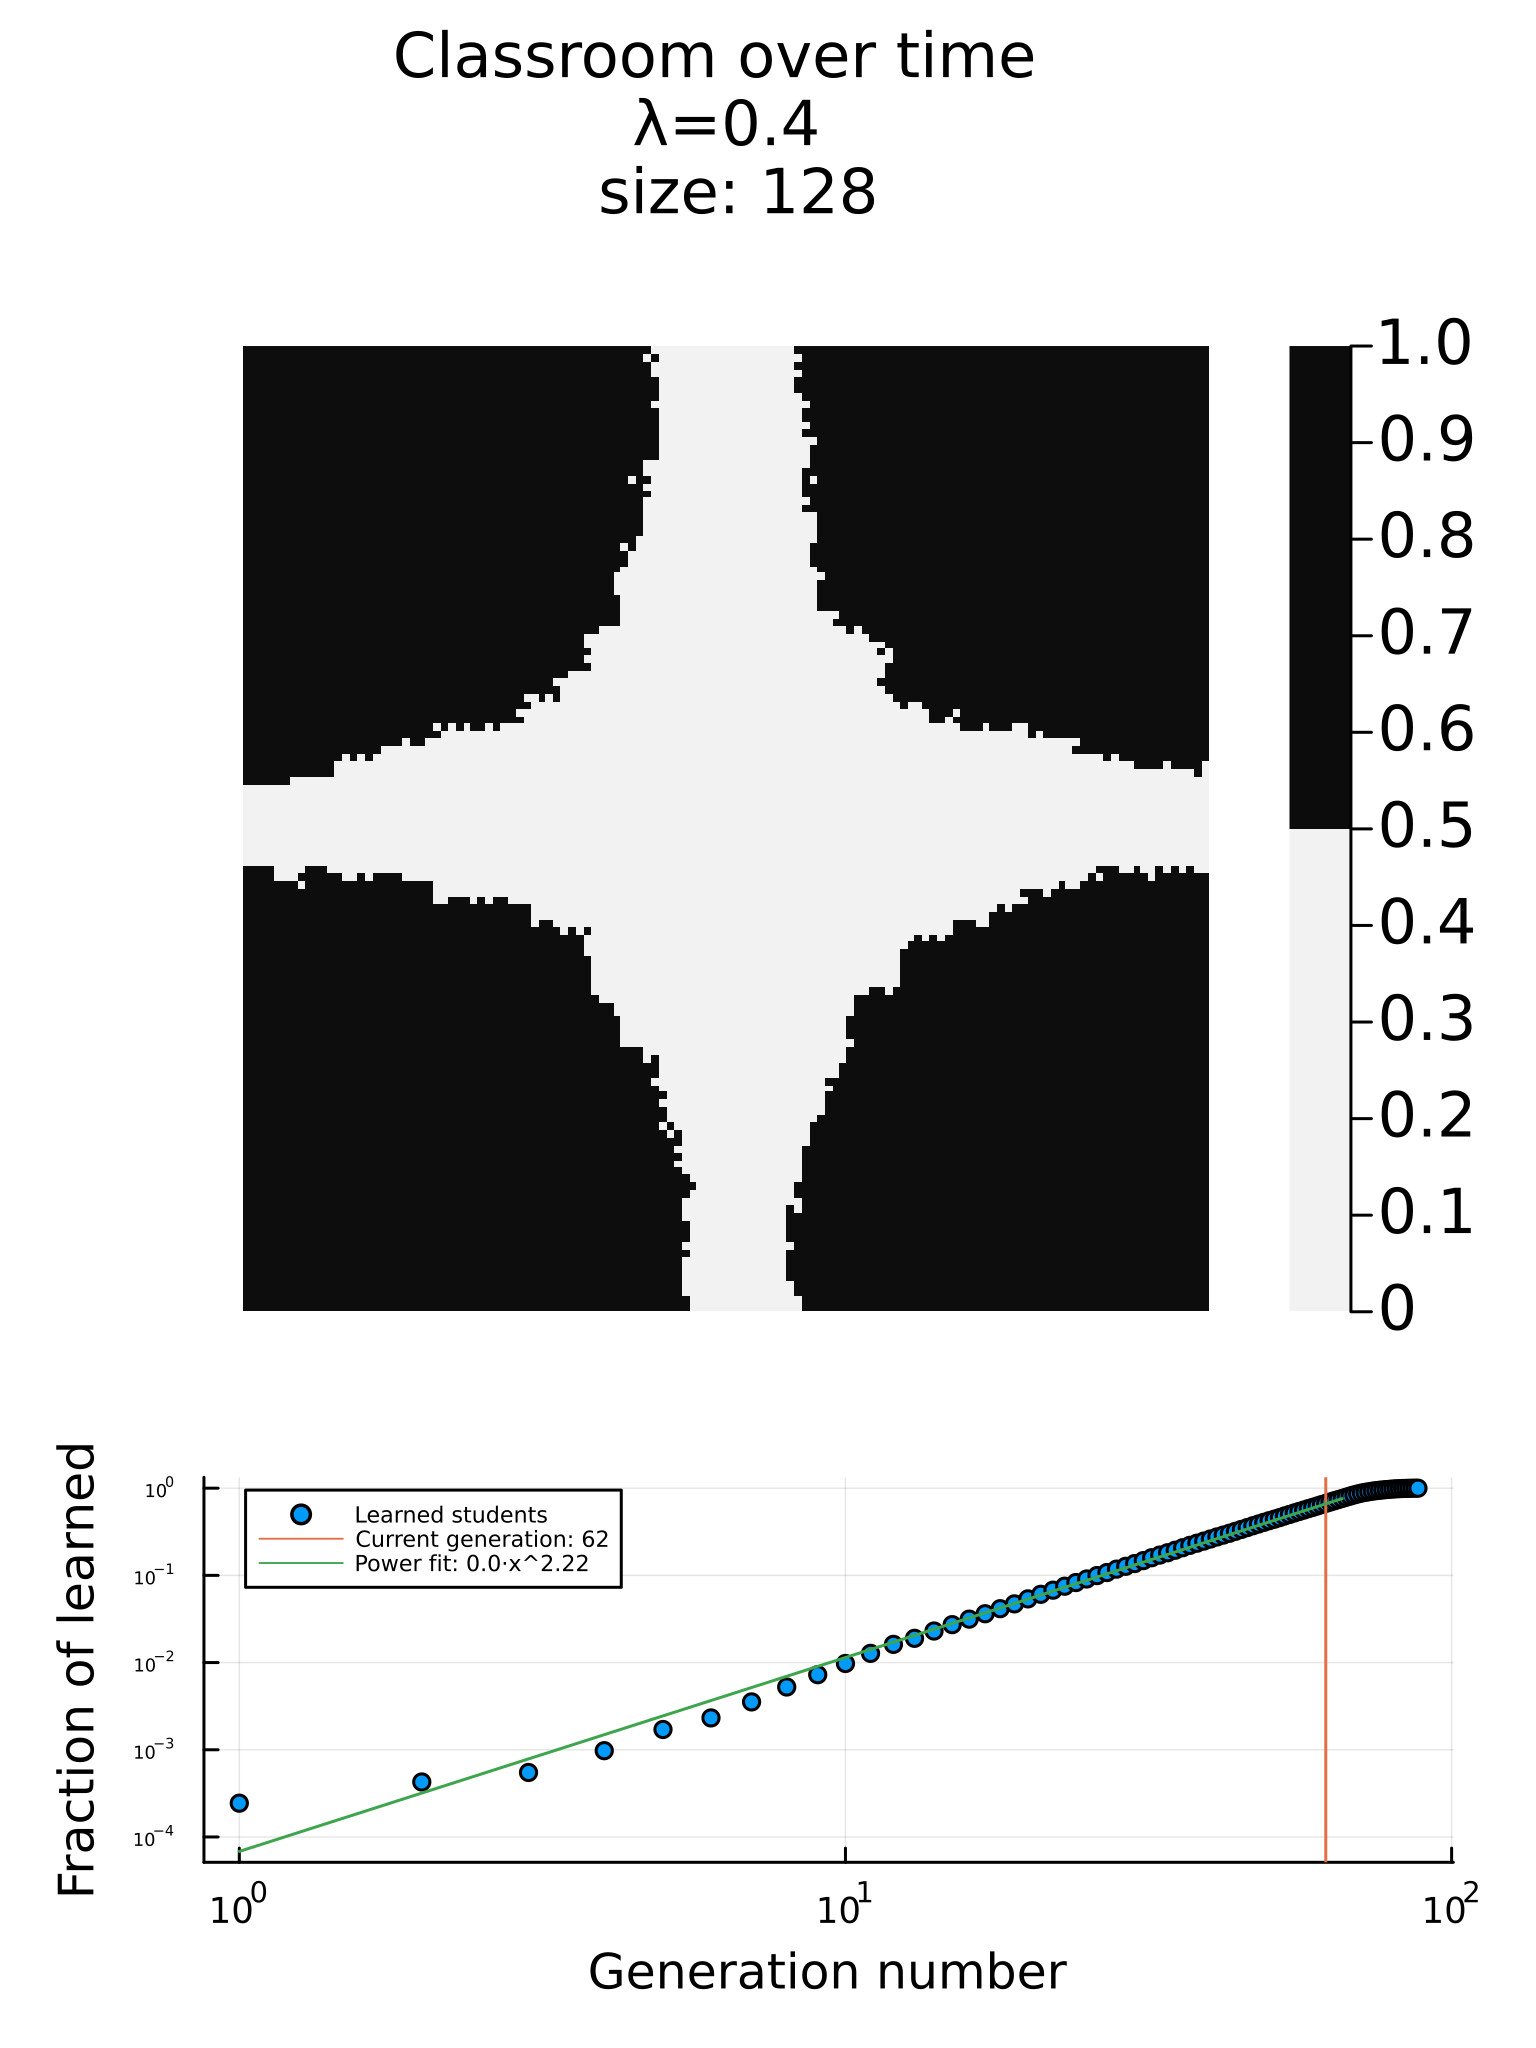 Classroom over time
λ=0.4
size: 128
1.0
0.9
0.8
0.7
0.6
0.5
0.4
0.3
0.2
0.1
0
Fraction of learned
10^0
10^-1
10^-2
10^-3
10^-4
Learned students
Current generation: 62
Power fit: 0.0·x^2.22
10^0 10^1 10^2
Generation number